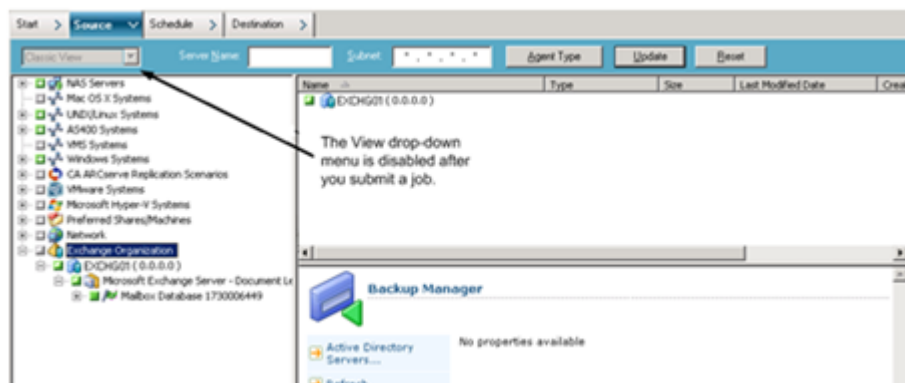 Start > Source Schedule > Destination >
Classic View Server Name: Subnet: Agent Type Update Reset
NAS Servers
Mac OS X Systems
UNIX/Linux Systems
AS400 Systems
VMS Systems
Windows Systems
CA ARCserve Replication Scenarios
VMware Systems
Microsoft Hyper-V Systems
Preferred Shares/Machines
Network
Exchange Organization
EXCHG01 ( 0.0.0.0 )
Microsoft Exchange Server - Document Le
Mailbox Database 1730006449
Name Type Size Last Modified Date Crea
EXCHG01 ( 0.0.0.0 )
The View drop-down
menu is disabled after
you submit a job.
Backup Manager
Active Directory
Servers...
Refresh
No properties available